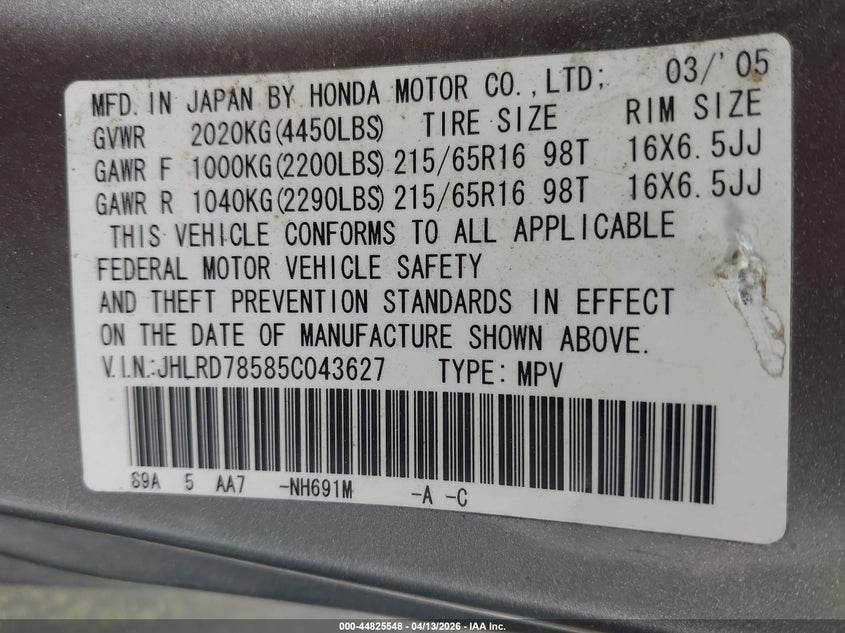 MFD. IN JAPAN BY HONDA MOTOR CO., LTD; 03/'05
GVWR 2020KG(4450LBS) TIRE SIZE RIM SIZE
GAWR F 1000KG(2200LBS) 215/65R16 98T 16X6.5JJ
GAWR R 1040KG(2290LBS) 215/65R16 98T 16X6.5JJ
THIS VEHICLE CONFORMS TO ALL APPLICABLE
FEDERAL MOTOR VEHICLE SAFETY
AND THEFT PREVENTION STANDARDS IN EFFECT
ON THE DATE OF MANUFACTURE SHOWN ABOVE.
V.I.N.:JHLRD78585C043627 TYPE: MPV
S9A 5 AA7 -NH691M -A -C
000-44825548 - 04/13/2026 - IAA Inc.